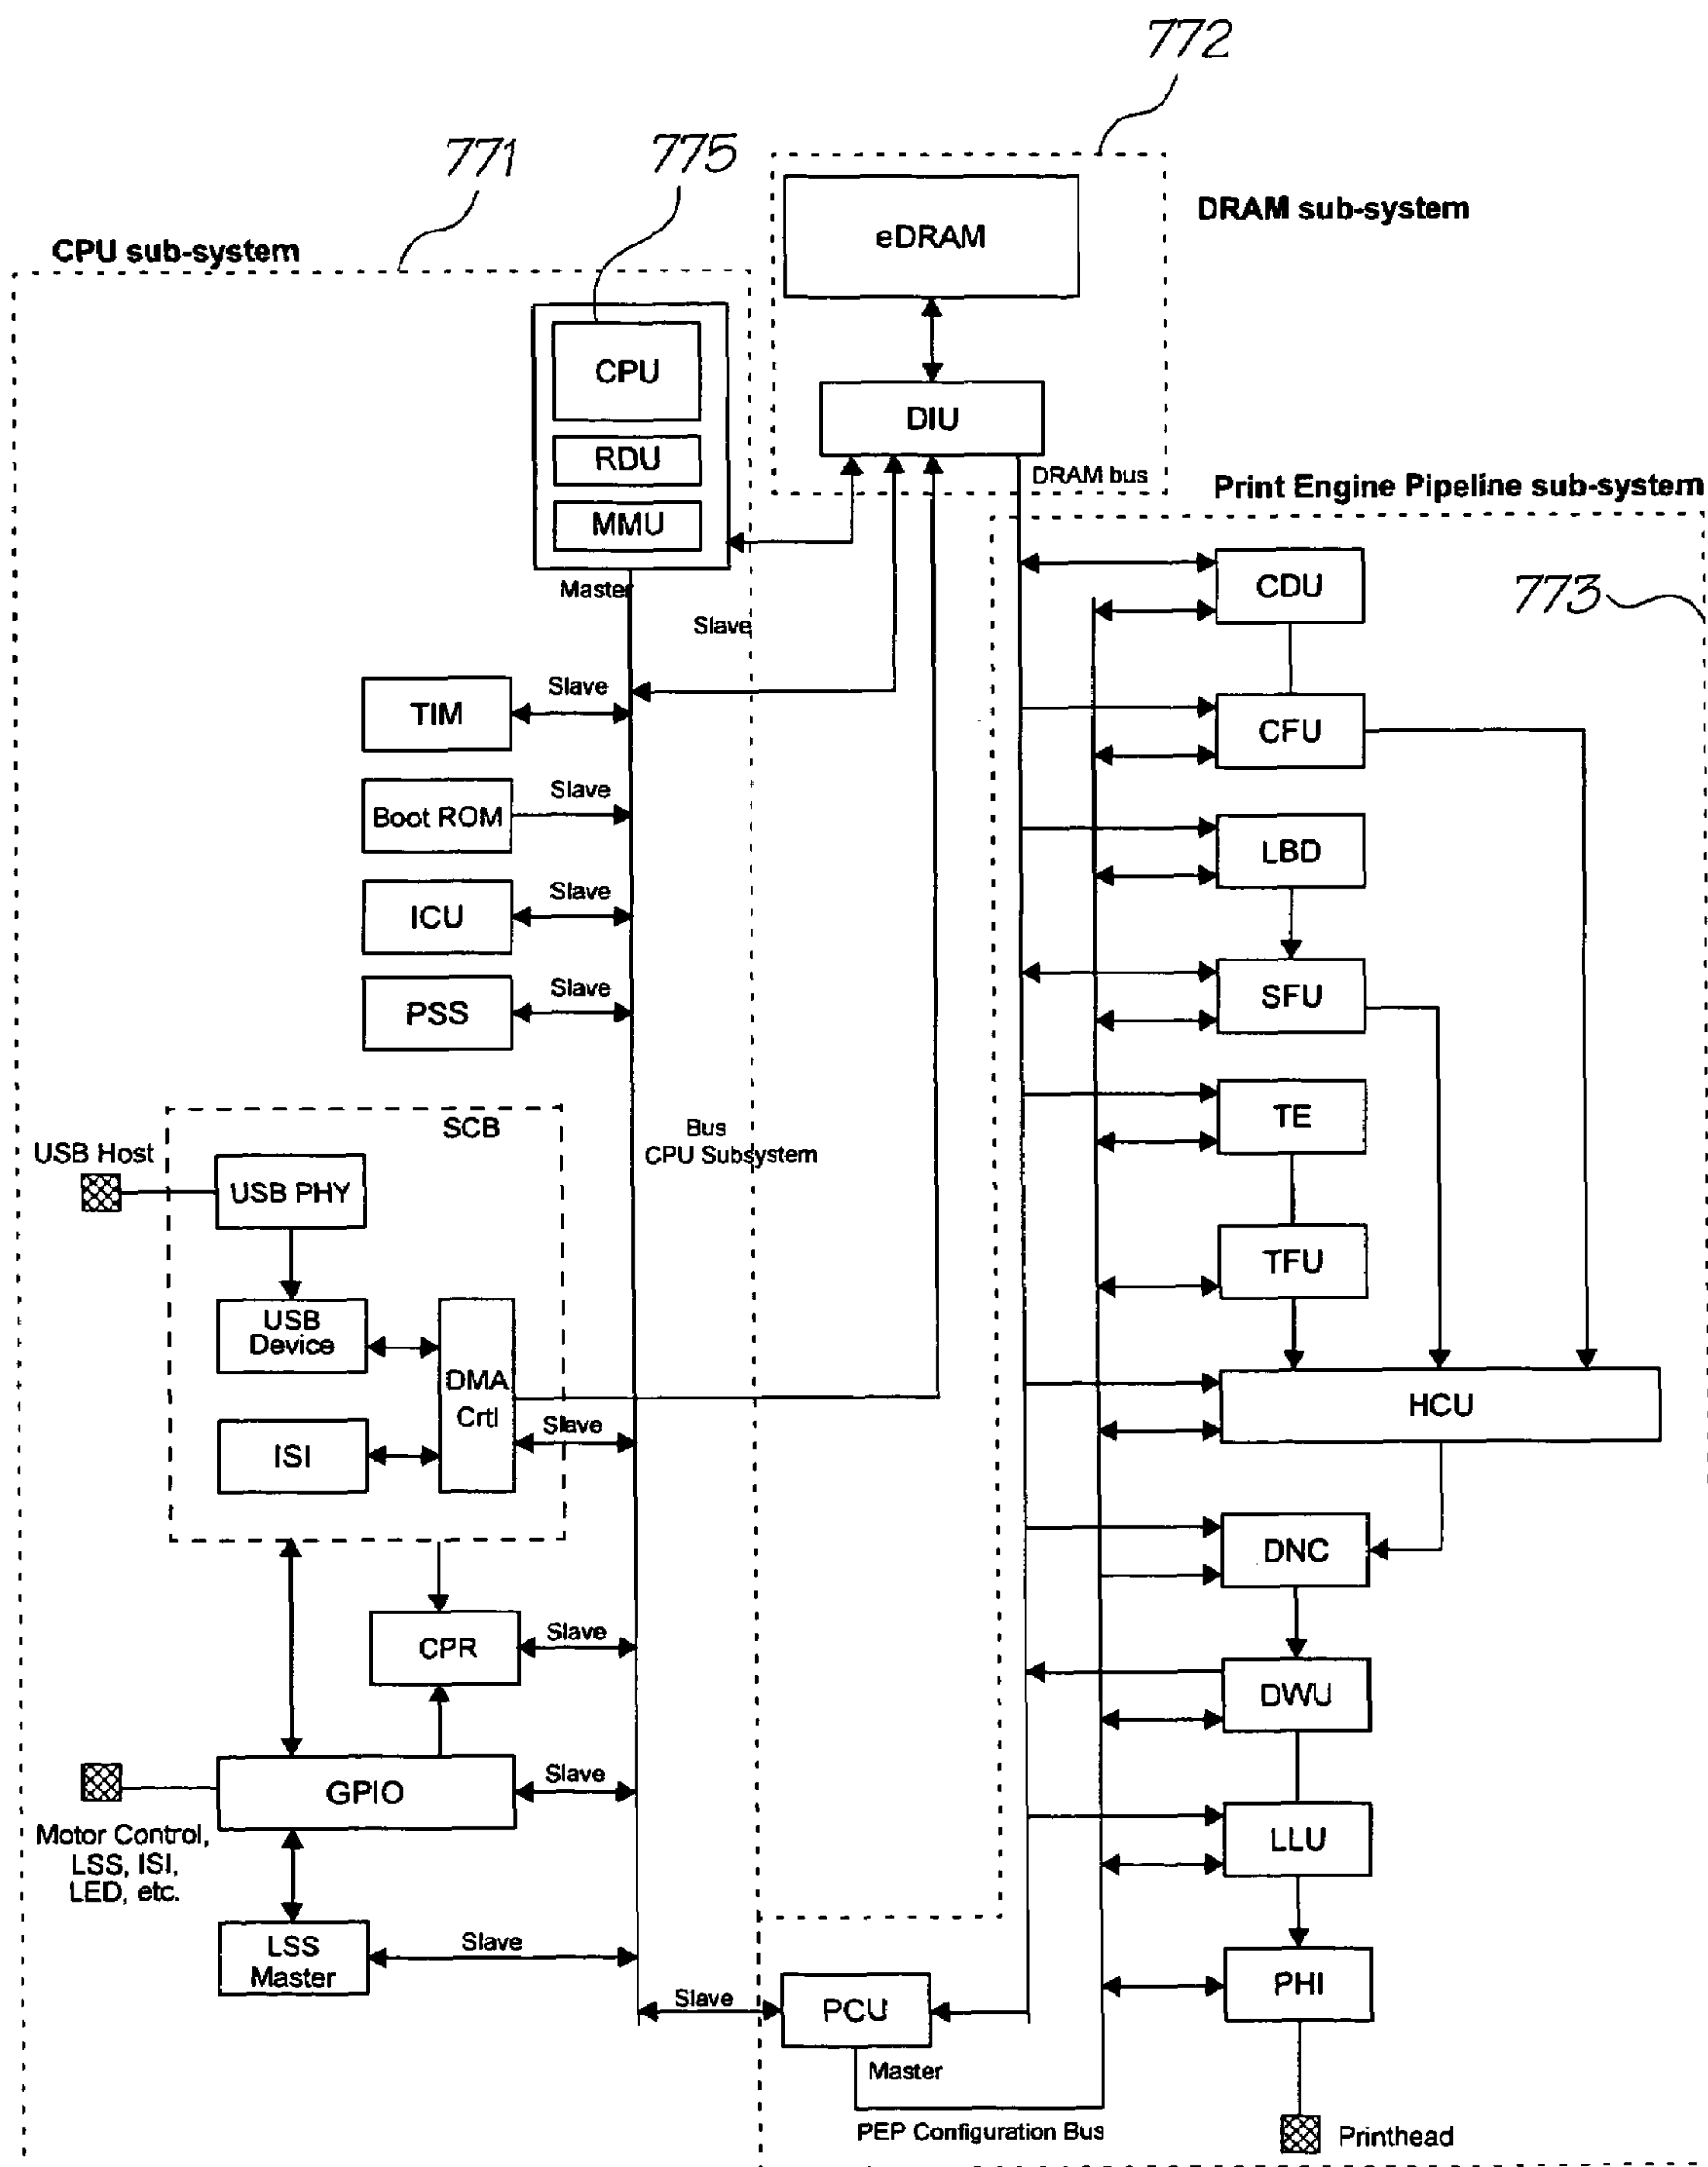 772
771
775
DRAM sub-system
CPU sub-system
eDRAM
CPU
DIU
RDU
DRAM bus
Print Engine Pipeline sub-system
MMU
Master
CDU
773
Slave
TIM
Slave
CFU
Boot ROM
Slave
LBD
ICU
Slave
PSS
Slave
SFU
SCB
Bus
CPU Subsystem
TE
USB Host
USB PHY
TFU
USB
Device
DMA
Crtl
Slave
HCU
ISI
DNC
CPR
Slave
DWU
GPIO
Slave
Motor Control,
LSS, ISI,
LED, etc.
LLU
LSS
Master
Slave
PHI
Slave
PCU
Master
PEP Configuration Bus
Printhead